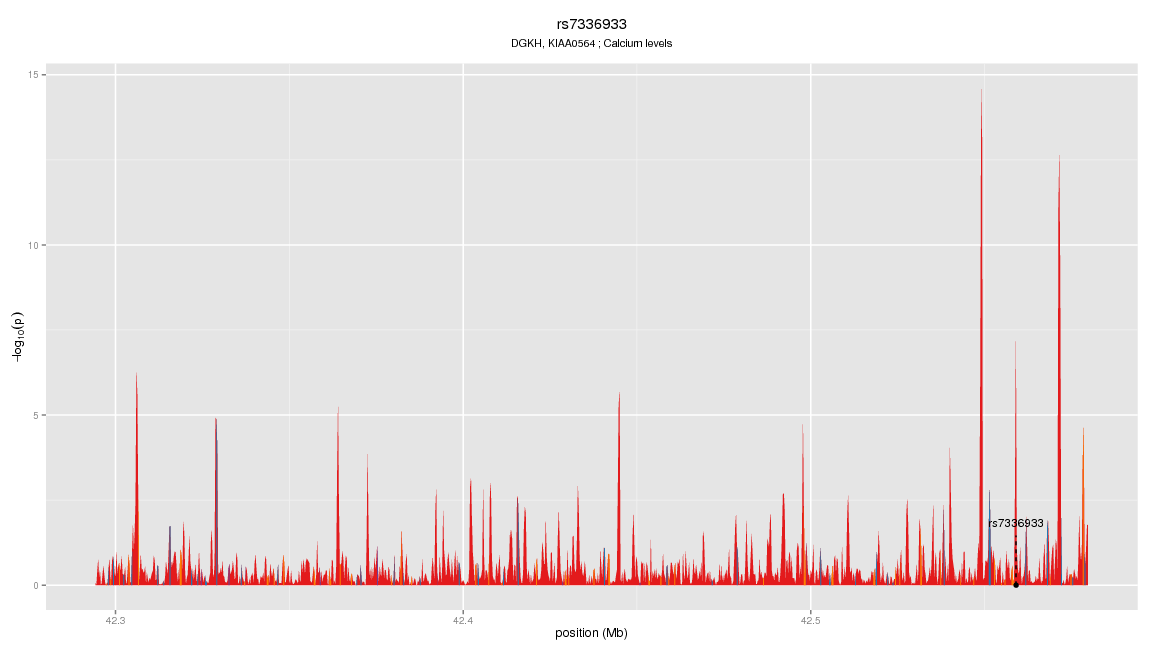 rs7336933
DGKH, KIAA0564 ; Calcium levels
15
10
5
0
−log10(p)
rs7336933
42.3
42.4
42.5
position (Mb)